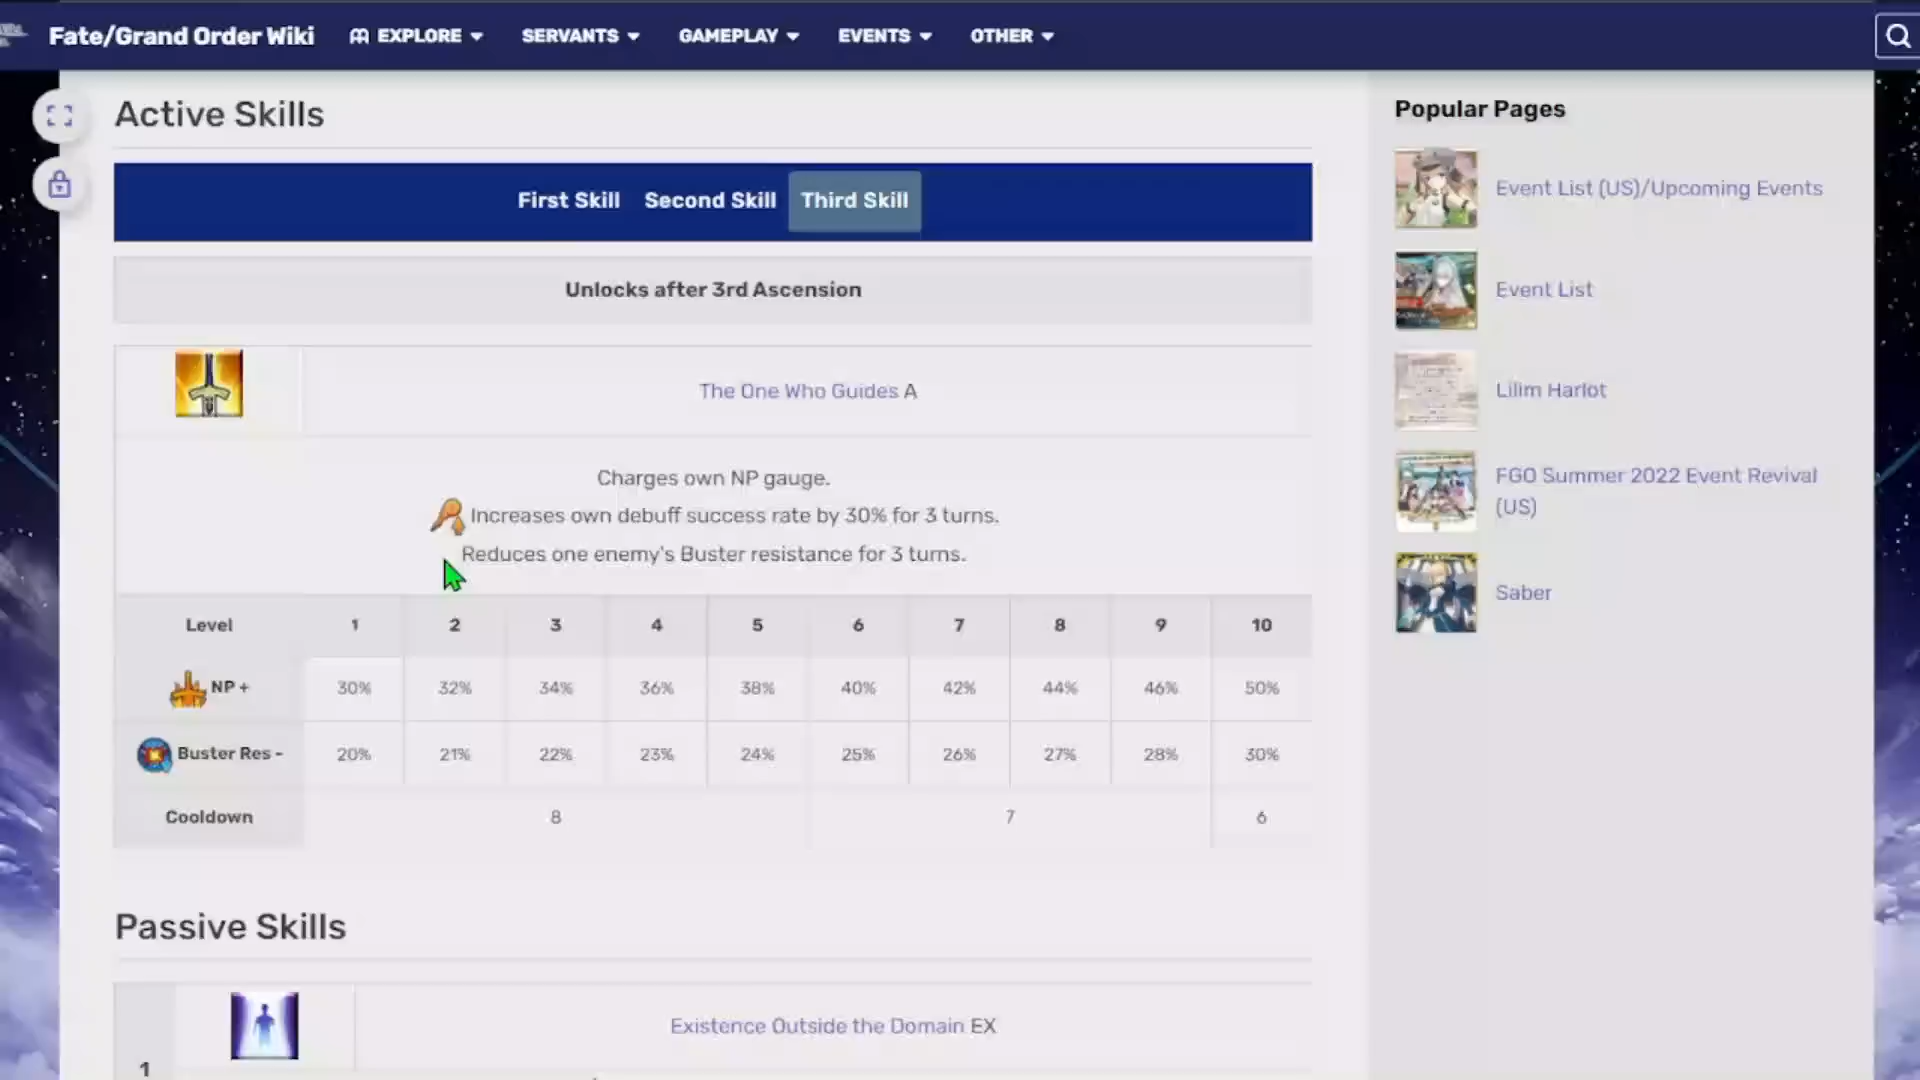 Fate/Grand Order Wiki EXPLORE SERVANTS GAMEPLAY EVENTS OTHER
Active Skills
First Skill Second Skill Third Skill
Unlocks after 3rd Ascension
The One Who Guides A
Charges own NP gauge.
Increases own debuff success rate by 30% for 3 turns.
Reduces one enemy's Buster resistance for 3 turns.
Level 1 2 3 4 5 6 7 8 9 10
NP + 30% 32% 34% 36% 38% 40% 42% 44% 46% 50%
Buster Res - 20% 21% 22% 23% 24% 25% 26% 27% 28% 30%
Cooldown 8 7 6
Passive Skills
1 Existence Outside the Domain EX
Popular Pages
Event List (US)/Upcoming Events
Event List
Lilim Harlot
FGO Summer 2022 Event Revival
(US)
Saber